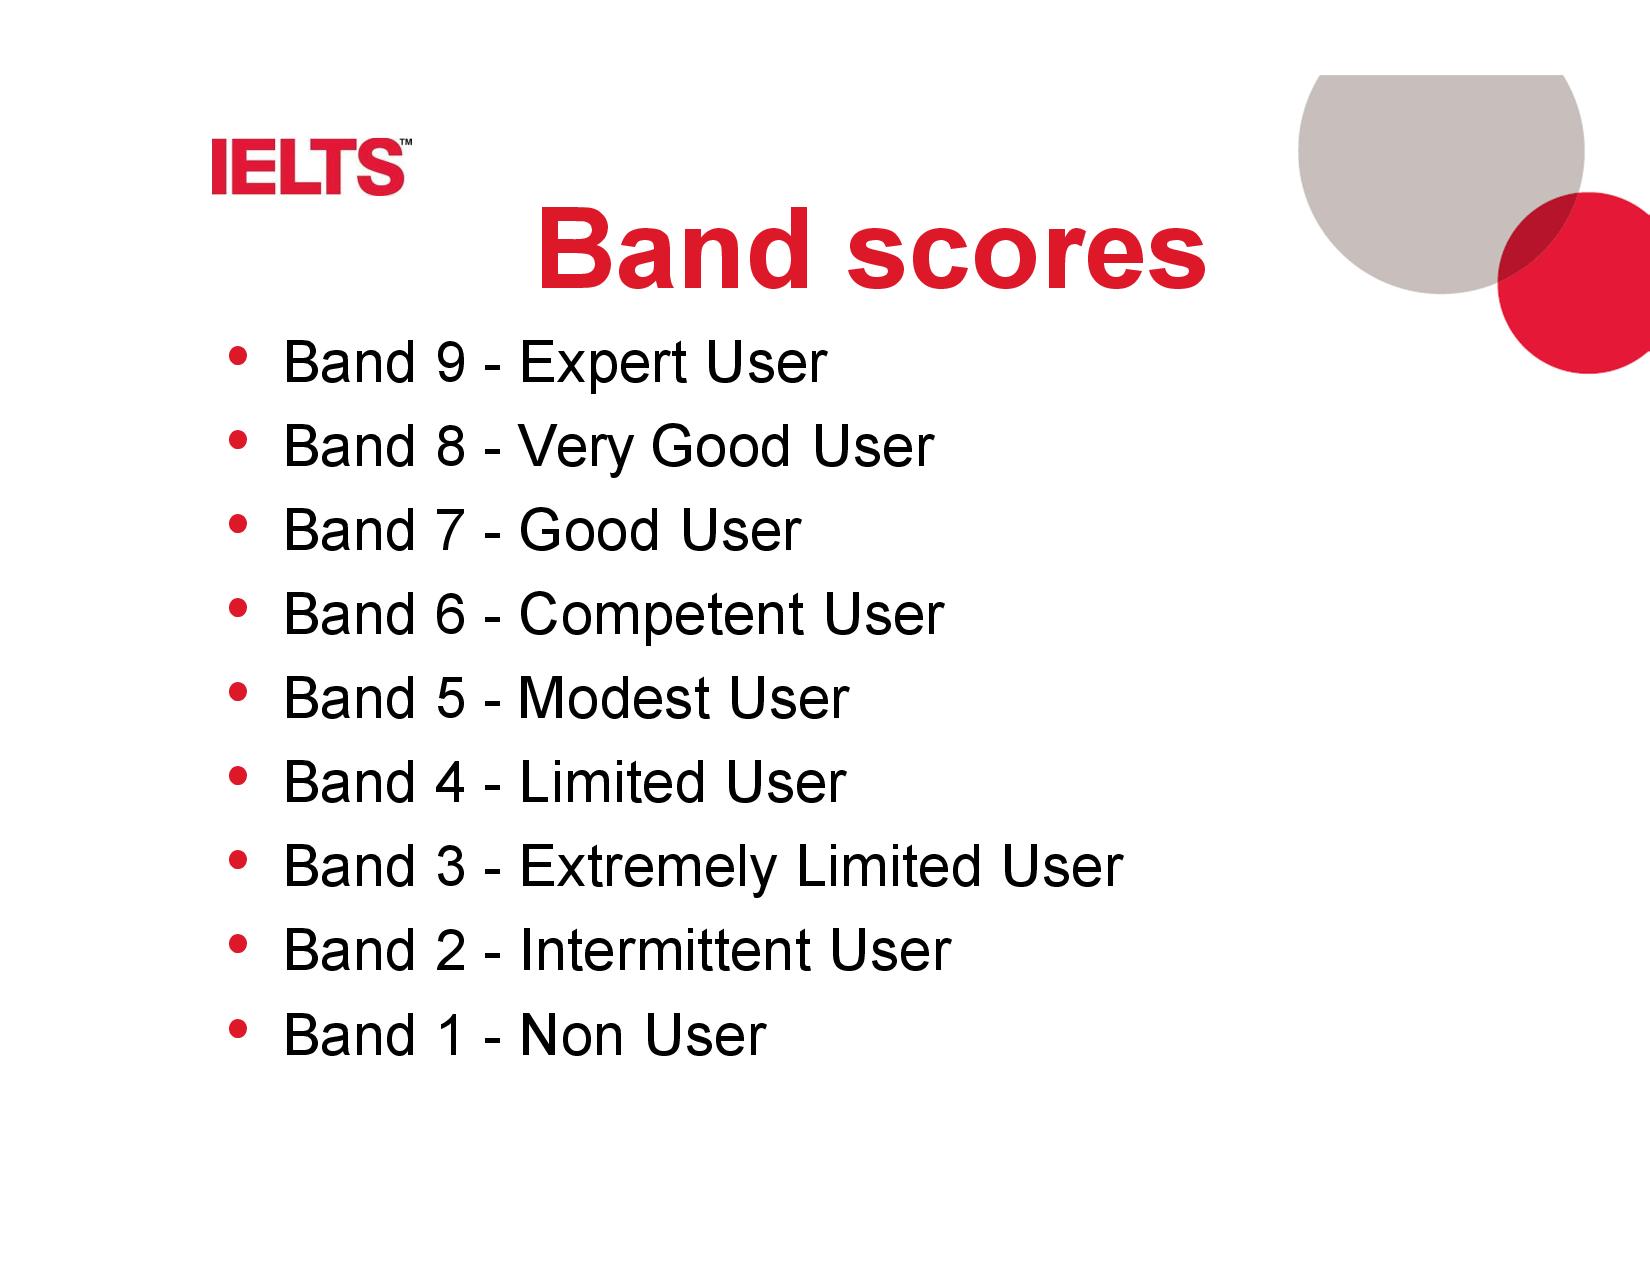 IELTS™
Band scores
• Band 9 - Expert User
• Band 8 - Very Good User
• Band 7 - Good User
• Band 6 - Competent User
• Band 5 - Modest User
• Band 4 - Limited User
• Band 3 - Extremely Limited User
• Band 2 - Intermittent User
• Band 1 - Non User